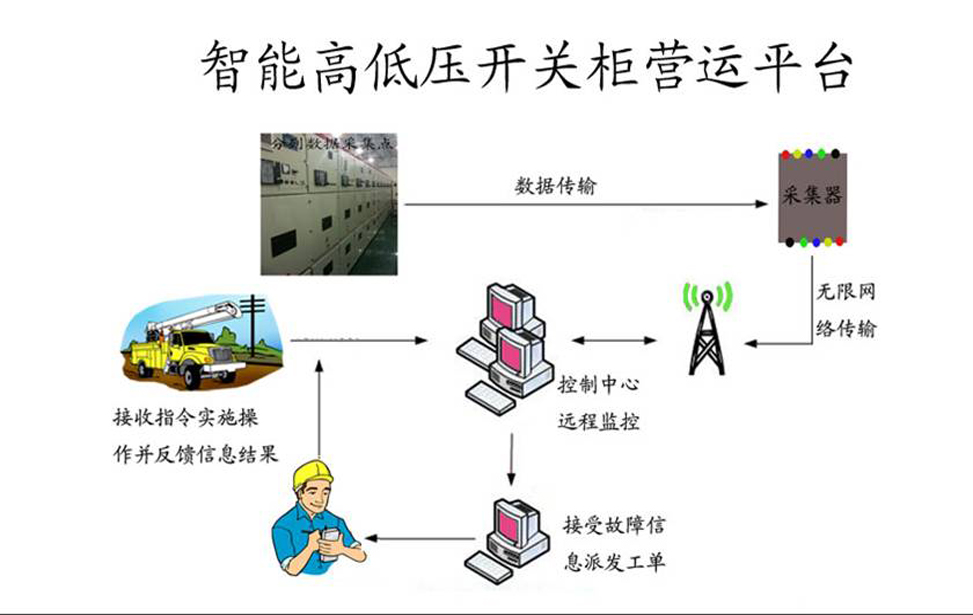 智能高低压开关柜营运平台
分别数据采集点
数据传输
采集器
无限网
络传输
控制中心
远程监控
接收指令实施操
作并反馈信息结果
接受故障信
息派发工单